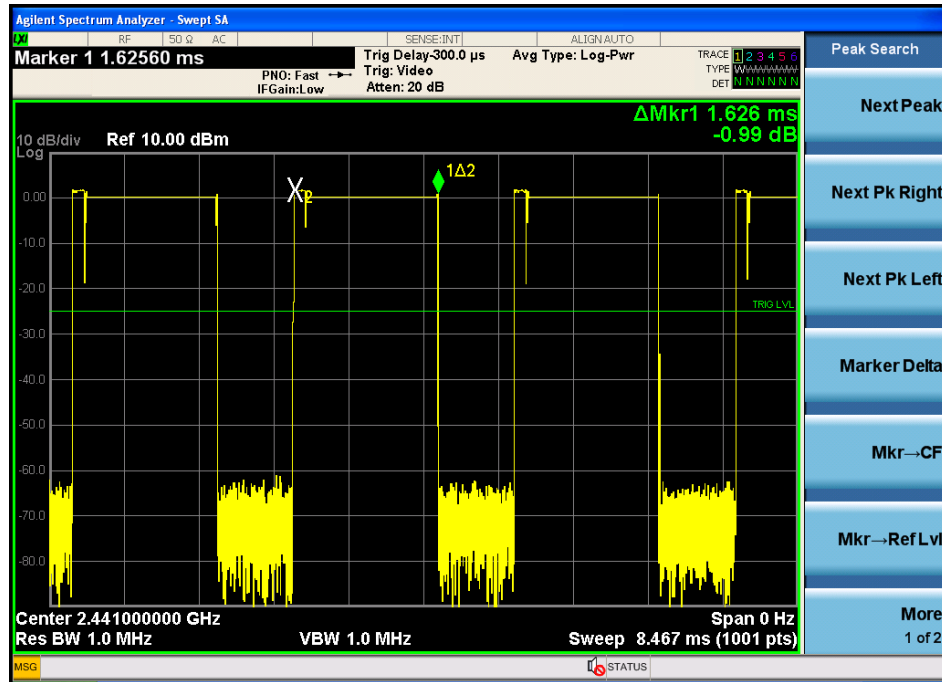 Agilent Spectrum Analyzer - Swept SA
LXI RF 50 Ω AC SENSE:INT ALIGNAUTO
Marker 1 1.62560 ms
PNO: Fast
IFGain:Low
Trig Delay-300.0 µs
Trig: Video
Atten: 20 dB
Avg Type: Log-Pwr
TRACE 1 2 3 4 5 6
TYPE WWWWWW
DET N N N N N N
ΔMkr1 1.626 ms
-0.99 dB
10 dB/div Ref 10.00 dBm
Log
1Δ2
X2
0.00
-10.0
-20.0
TRIG LVL
-30.0
-40.0
-50.0
-60.0
-70.0
-80.0
Center 2.441000000 GHz
Span 0 Hz
Res BW 1.0 MHz
VBW 1.0 MHz
Sweep 8.467 ms (1001 pts)
MSG
STATUS
Peak Search
Next Peak
Next Pk Right
Next Pk Left
Marker Delta
Mkr→CF
Mkr→Ref Lvl
More
1 of 2